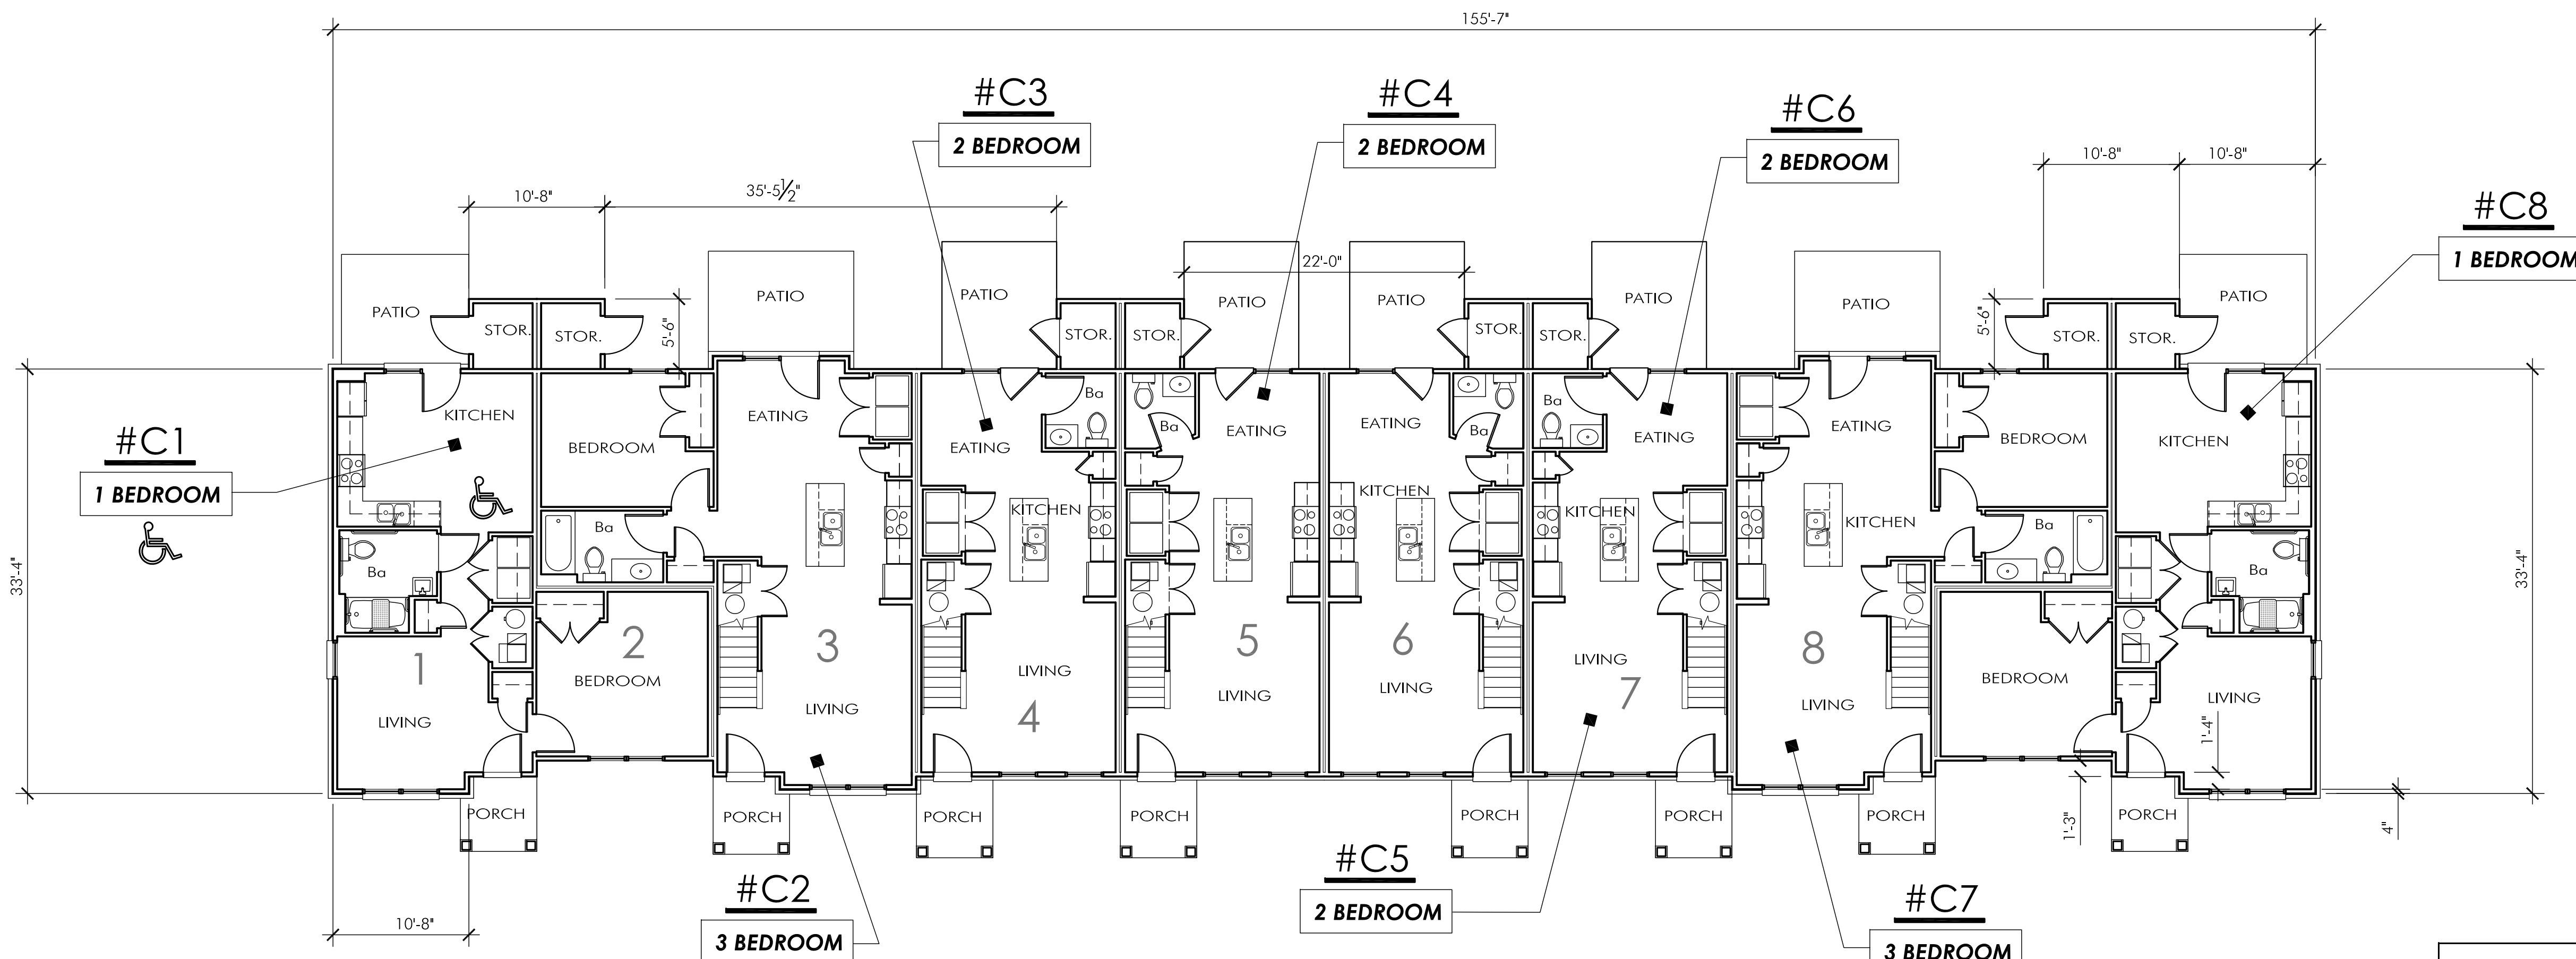 155'-7"
#C3
2 BEDROOM
#C4
2 BEDROOM
#C6
2 BEDROOM
10'-8"
10'-8"
10'-8"
35'-5 1/2"
#C8
1 BEDROOM
22'-0"
PATIO
PATIO
PATIO
PATIO
PATIO
PATIO
PATIO
PATIO
STOR.
STOR.
5'-6"
STOR.
STOR.
STOR.
STOR.
5'-6"
STOR.
STOR.
#C1
1 BEDROOM
KITCHEN
BEDROOM
EATING
EATING
Ba
Ba
EATING
EATING
Ba
Ba
EATING
EATING
BEDROOM
KITCHEN
33'-4"
Ba
Ba
KITCHEN
KITCHEN
KITCHEN
KITCHEN
Ba
Ba
33'-4"
1
2
3
4
5
6
7
8
LIVING
BEDROOM
LIVING
LIVING
LIVING
LIVING
LIVING
LIVING
BEDROOM
LIVING
1'-4"
PORCH
PORCH
PORCH
PORCH
PORCH
PORCH
PORCH
1'-3"
PORCH
4"
10'-8"
#C2
3 BEDROOM
#C5
2 BEDROOM
#C7
3 BEDROOM